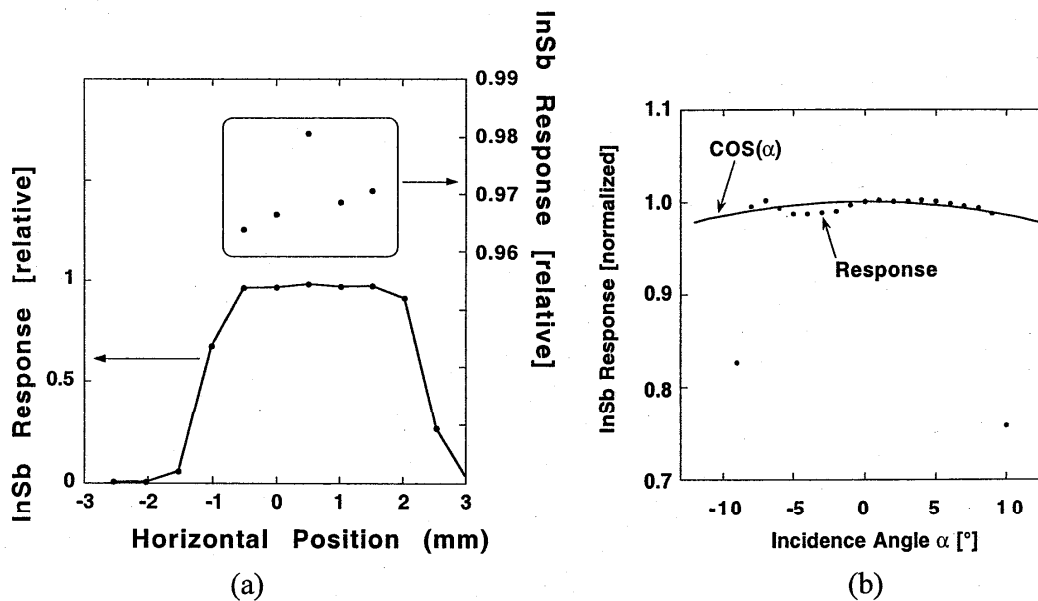 InSb Response [relative]
1
0.5
0
-3 -2 -1 0 1 2 3
Horizontal Position (mm)
0.99
0.98
0.97
0.96
InSb Response [relative]
(a)
InSb Response [normalized]
1.1
1.0
0.9
0.8
0.7
COS(α)
Response
-10 -5 0 5 10
Incidence Angle α [°]
(b)